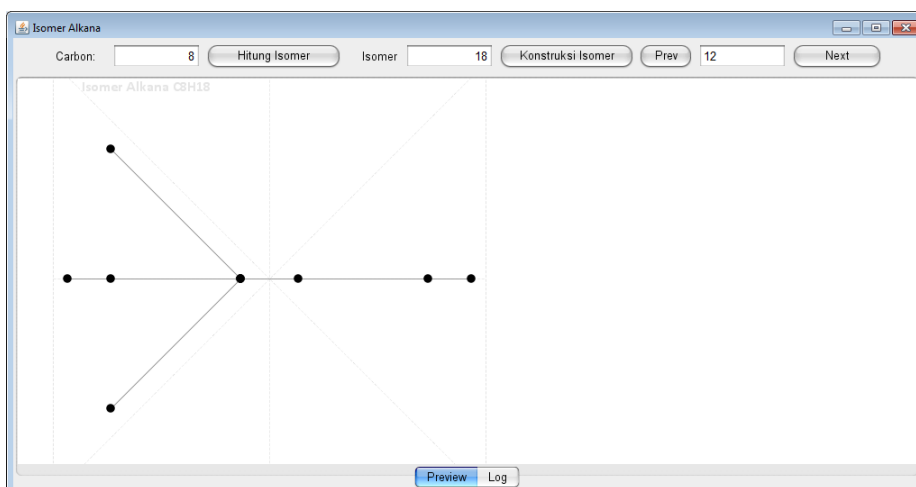 Isomer Alkana
Carbon: 8 Hitung Isomer Isomer 18 Konstruksi Isomer Prev 12 Next
Isomer Alkana C8H18
Preview Log